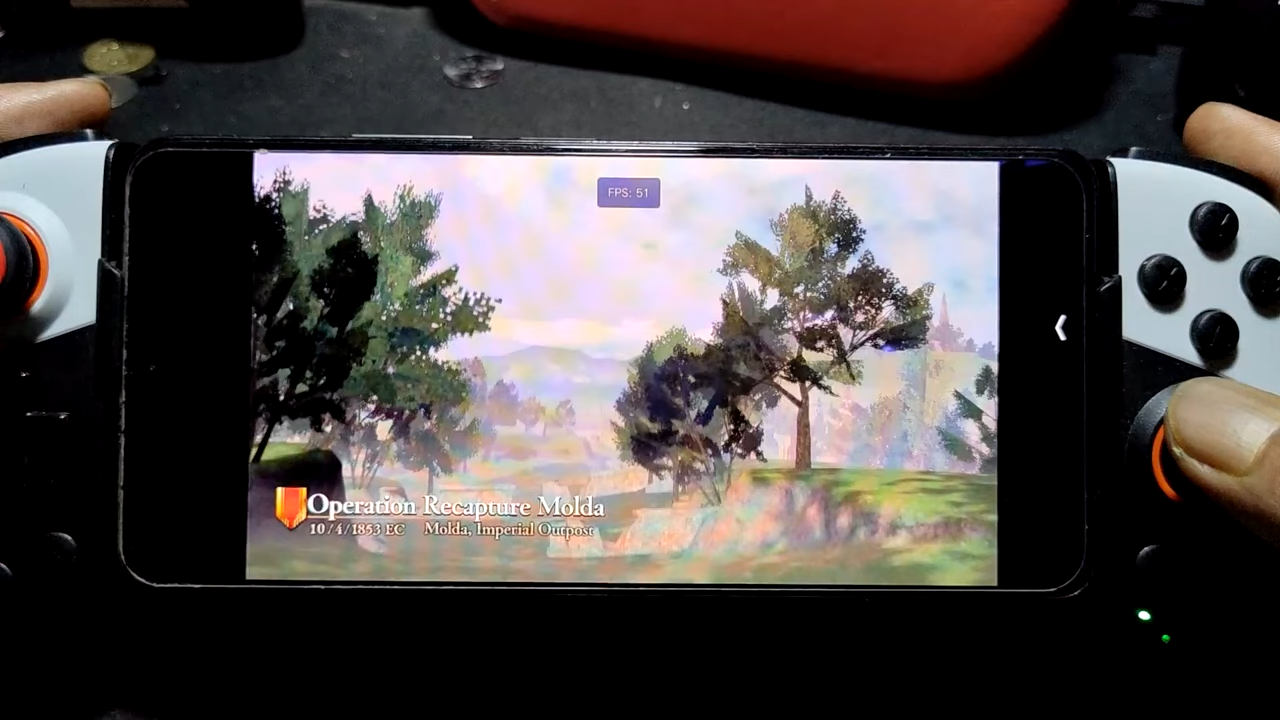 FPS: 51
Operation Recapture Molda
10/4/1853 EC Molda, Imperial Outpost